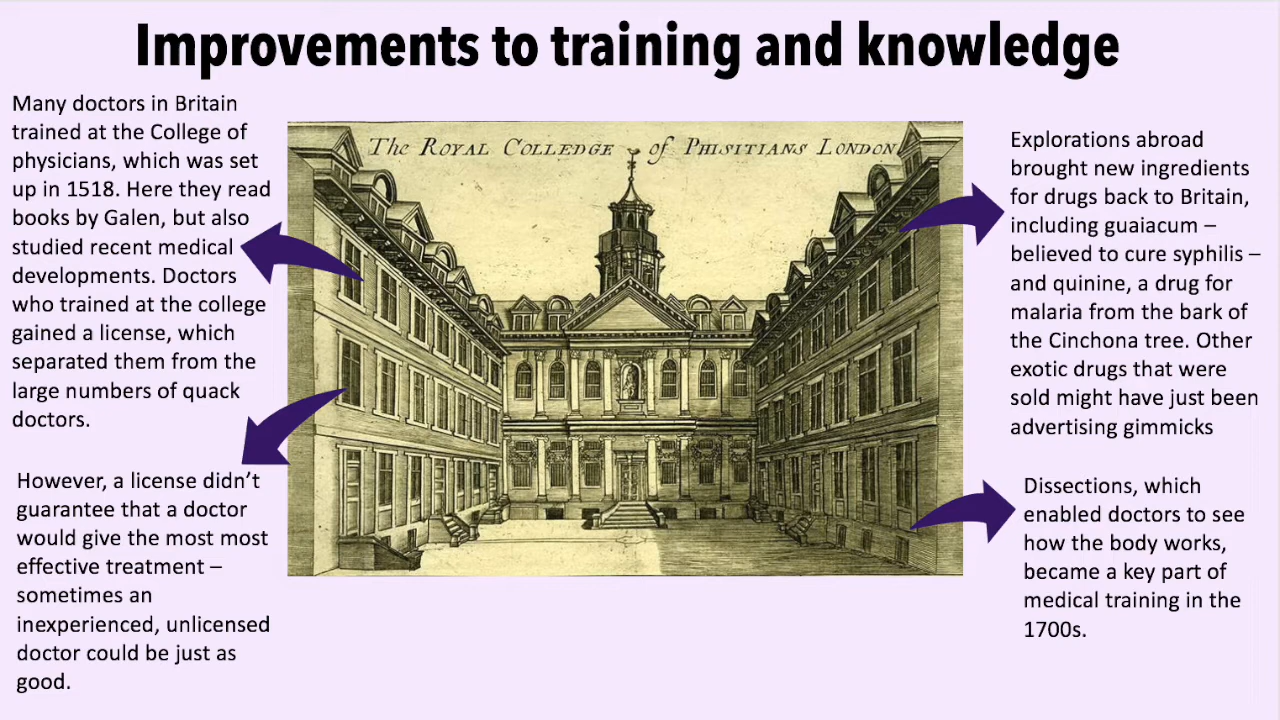 Improvements to training and knowledge
Many doctors in Britain
trained at the College of
physicians, which was set
up in 1518. Here they read
books by Galen, but also
studied recent medical
developments. Doctors
who trained at the college
gained a license, which
separated them from the
large numbers of quack
doctors.
However, a license didn’t
guarantee that a doctor
would give the most most
effective treatment –
sometimes an
inexperienced, unlicensed
doctor could be just as
good.
The ROYAL COLLEDGE of PHISITIANS LONDON
Explorations abroad
brought new ingredients
for drugs back to Britain,
including guaiacum –
believed to cure syphilis –
and quinine, a drug for
malaria from the bark of
the Cinchona tree. Other
exotic drugs that were
sold might have just been
advertising gimmicks
Dissections, which
enabled doctors to see
how the body works,
became a key part of
medical training in the
1700s.